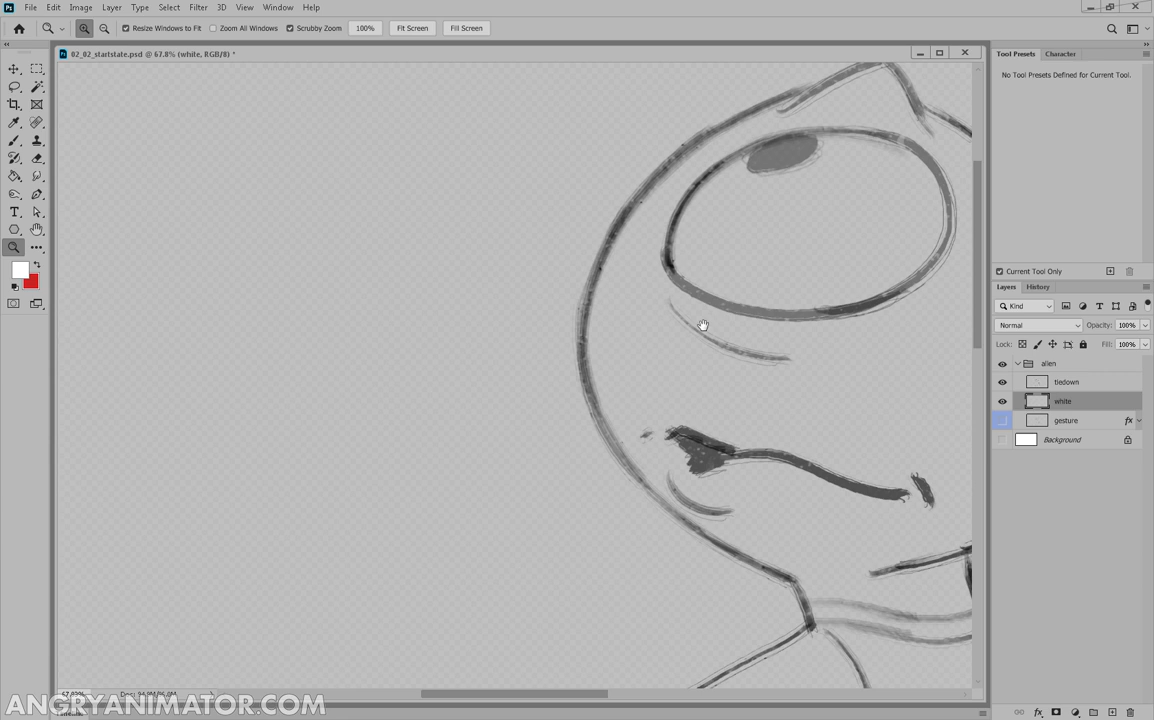 File Edit Image Layer Type Select Filter 3D View Window Help
Resize Windows to Fit Zoom All Windows Scrubby Zoom 100% Fit Screen Fill Screen
02_02_startstate.psd @ 67.8% (white, RGB/8) *
Tool Presets Character
No Tool Presets Defined for Current Tool.
Current Tool Only
Layers History
Kind
Normal Opacity: 100%
Lock: Fill: 100%
allen
tiedown
white
gesture fx
Background
ANGRYANIMATOR.COM